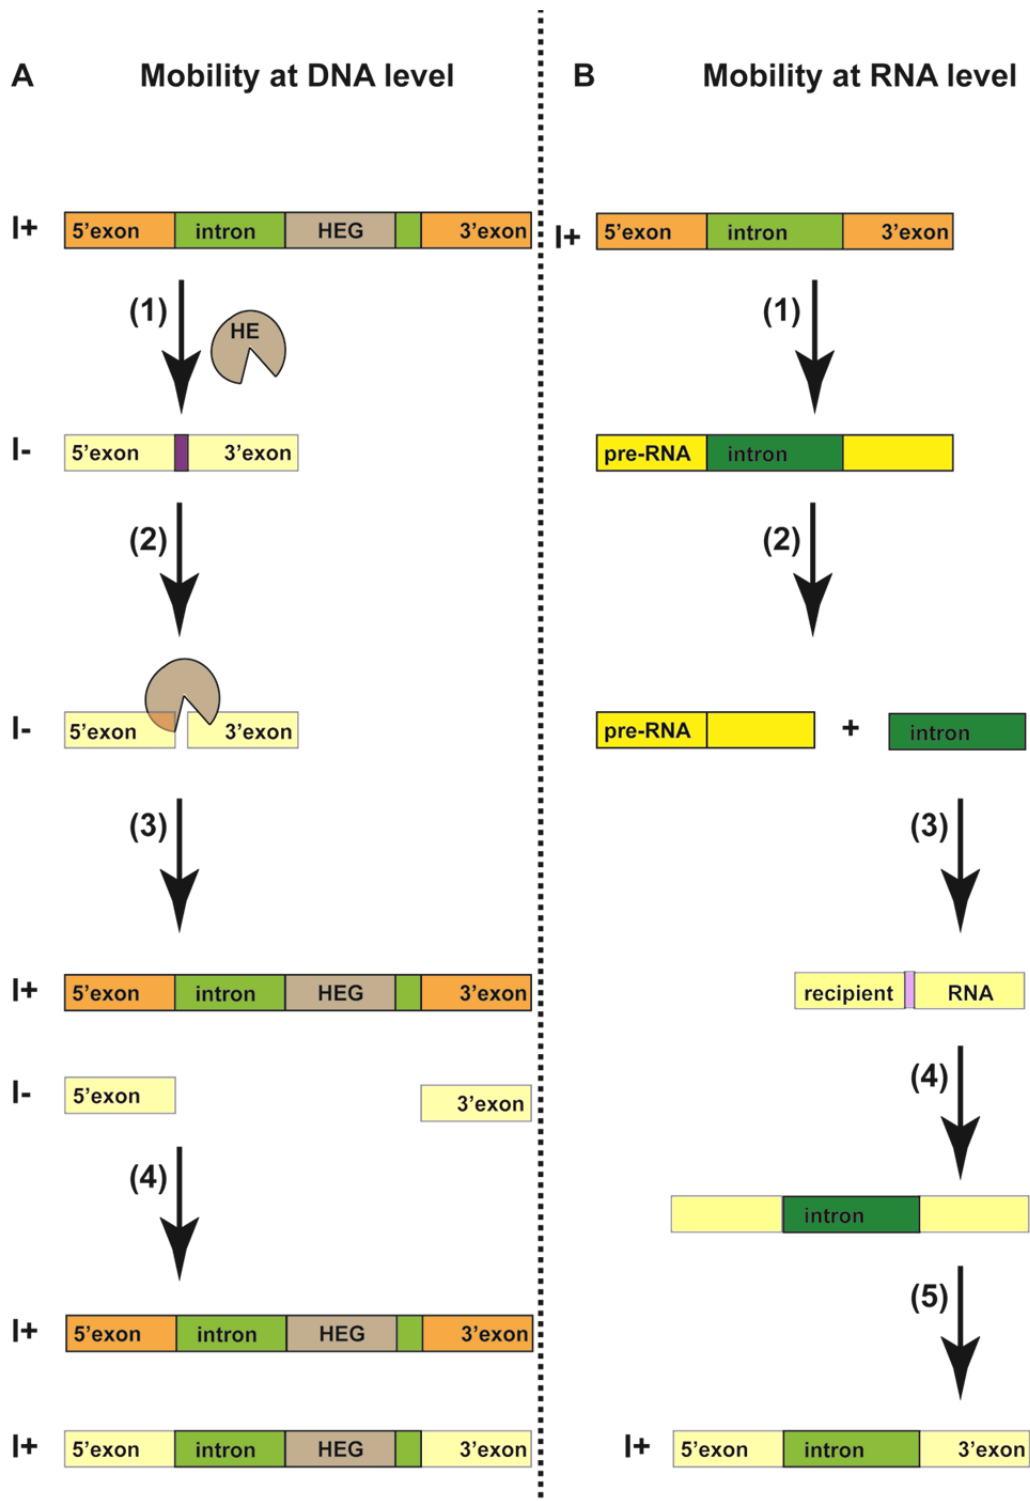 A Mobility at DNA level
I+ 5'exon intron HEG 3'exon
(1)
HE
I- 5'exon 3'exon
(2)
I- 5'exon 3'exon
(3)
I+ 5'exon intron HEG 3'exon
I- 5'exon 3'exon
(4)
I+ 5'exon intron HEG 3'exon
I+ 5'exon intron HEG 3'exon
B Mobility at RNA level
I+ 5'exon intron 3'exon
(1)
pre-RNA intron
(2)
pre-RNA + intron
(3)
recipient RNA
(4)
intron
(5)
I+ 5'exon intron 3'exon